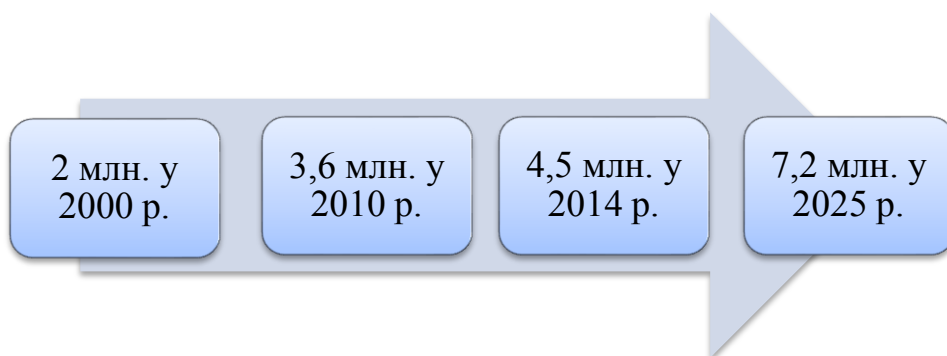 2 млн. у
2000 р.
3,6 млн. у
2010 р.
4,5 млн. у
2014 р.
7,2 млн. у
2025 р.